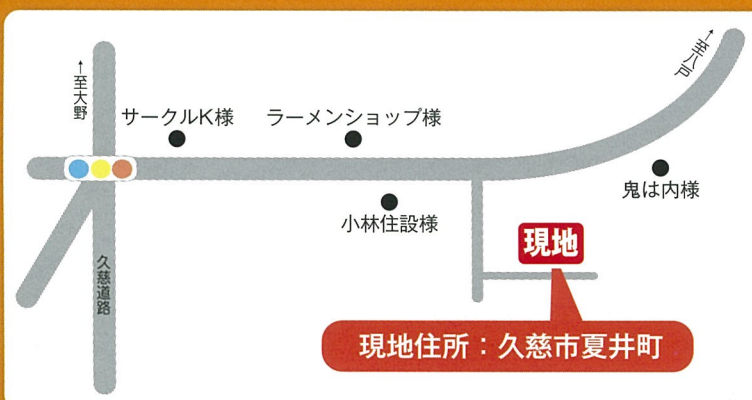 ↑至大野
サークルK様
ラーメンショップ様
↑至八戸
鬼は内様
小林住設様
久慈道路
現地
現地住所：久慈市夏井町